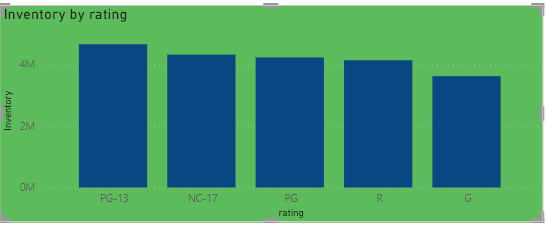 Inventory by rating
Inventory
4M
2M
0M
PG-13 NC-17 PG R G
rating